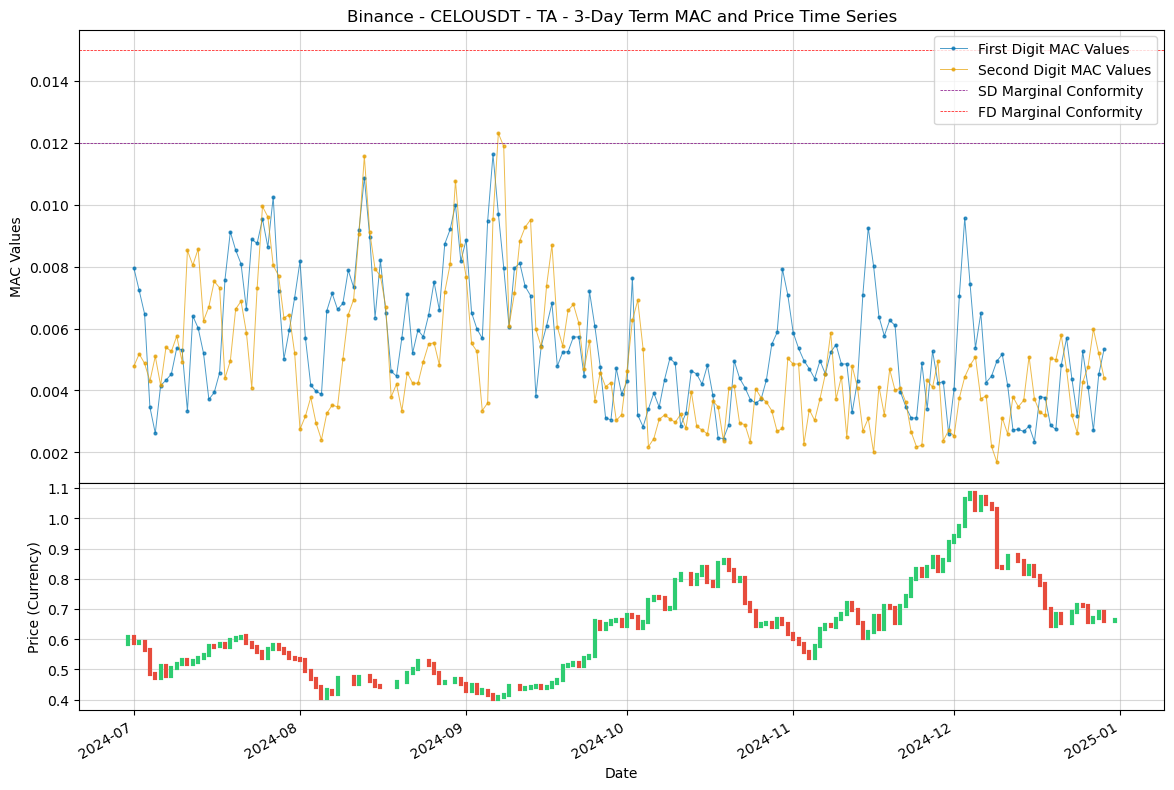 Binance - CELOUSDT - TA - 3-Day Term MAC and Price Time Series
First Digit MAC Values
Second Digit MAC Values
SD Marginal Conformity
FD Marginal Conformity
MAC Values
0.014
0.012
0.010
0.008
0.006
0.004
0.002
Price (Currency)
1.1
1.0
0.9
0.8
0.7
0.6
0.5
0.4
2024-07
2024-08
2024-09
2024-10
2024-11
2024-12
2025-01
Date